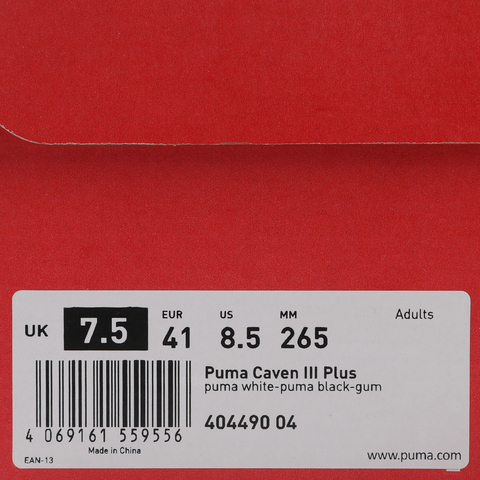 UK 7.5 EUR 41 US 8.5 MM 265 Adults
Puma Caven III Plus
puma white-puma black-gum
404490 04
4 069161 559556
Made in China
EAN-13
www.puma.com